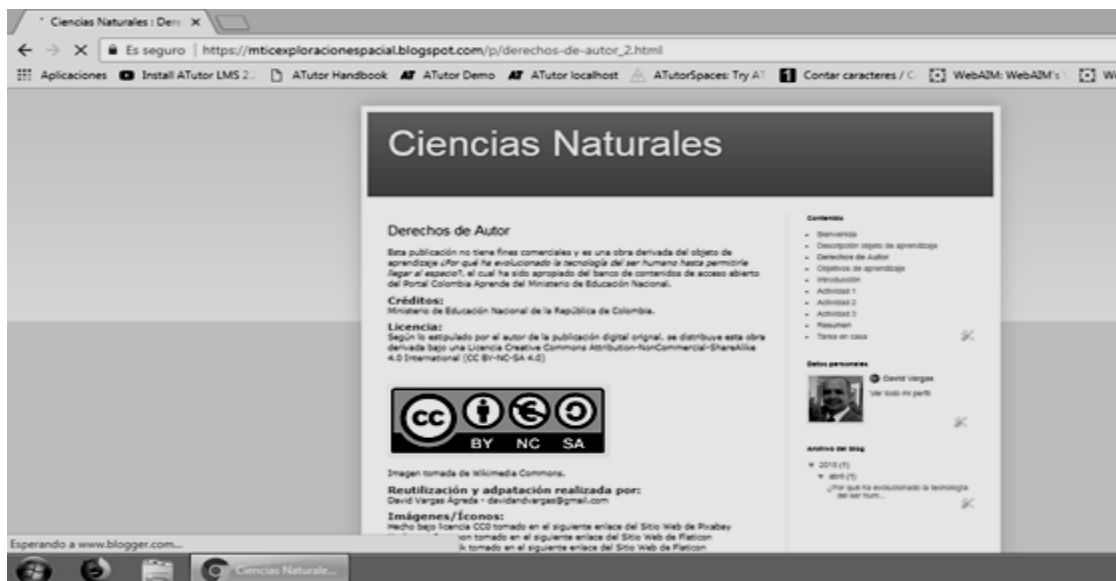 Ciencias Naturales : Der
Es seguro | https://mticexploracionespacial.blogspot.com/p/derechos-de-autor_2.html
Aplicaciones Install ATutor LMS 2. ATutor Handbook ATutor Demo ATutor localhost ATutorSpaces: Try AT Contar caracteres / C WebAIM: WebAIM's
Ciencias Naturales
Derechos de Autor
Esta publicación no tiene fines comerciales y es una obra derivada del objeto de
aprendizaje ¿Por qué ha evolucionado la tecnología del ser humano hasta permitirle
llegar al espacio?, el cual ha sido apropiado del banco de contenidos de acceso abierto
del Portal Colombia Aprende del Ministerio de Educación Nacional.
Créditos:
Ministerio de Educación Nacional de la República de Colombia.
Licencia:
Según lo estipulado por el autor de la publicación digital orignal, se distribuye esta obra
derivada bajo una Licencia Creative Commons Attribution-NonCommercial-ShareAlike
4.0 International (CC BY-NC-SA 4.0)
cc
BY NC SA
Imagen tomada de Wikimedia Commons.
Reutilización y adpatación realizada por:
David Vargas Agreda - davidandvargas@gmail.com
Imágenes/Íconos:
Hecho bajo licencia CC0 tomado en el siguiente enlace del Sitio Web de Pixabay
on tomado en el siguiente enlace del Sitio Web de Flaticon
k tomado en el siguiente enlace del Sitio Web de Flaticon
Contenido
Bienvenida
Descripción objeto de aprendizaje
Derechos de Autor
Objetivos de aprendizaje
Introducción
Actividad 1
Actividad 2
Actividad 3
Resumen
Tarea en casa
Datos personales
David Vargas
Ver todo mi perfil
Archivo del Blog
▼ 2018 (1)
▼ abril (1)
¿Por qué ha evolucionado la tecnología
del ser hum...
Esperando a www.blogger.com...
Ciencias Naturale...